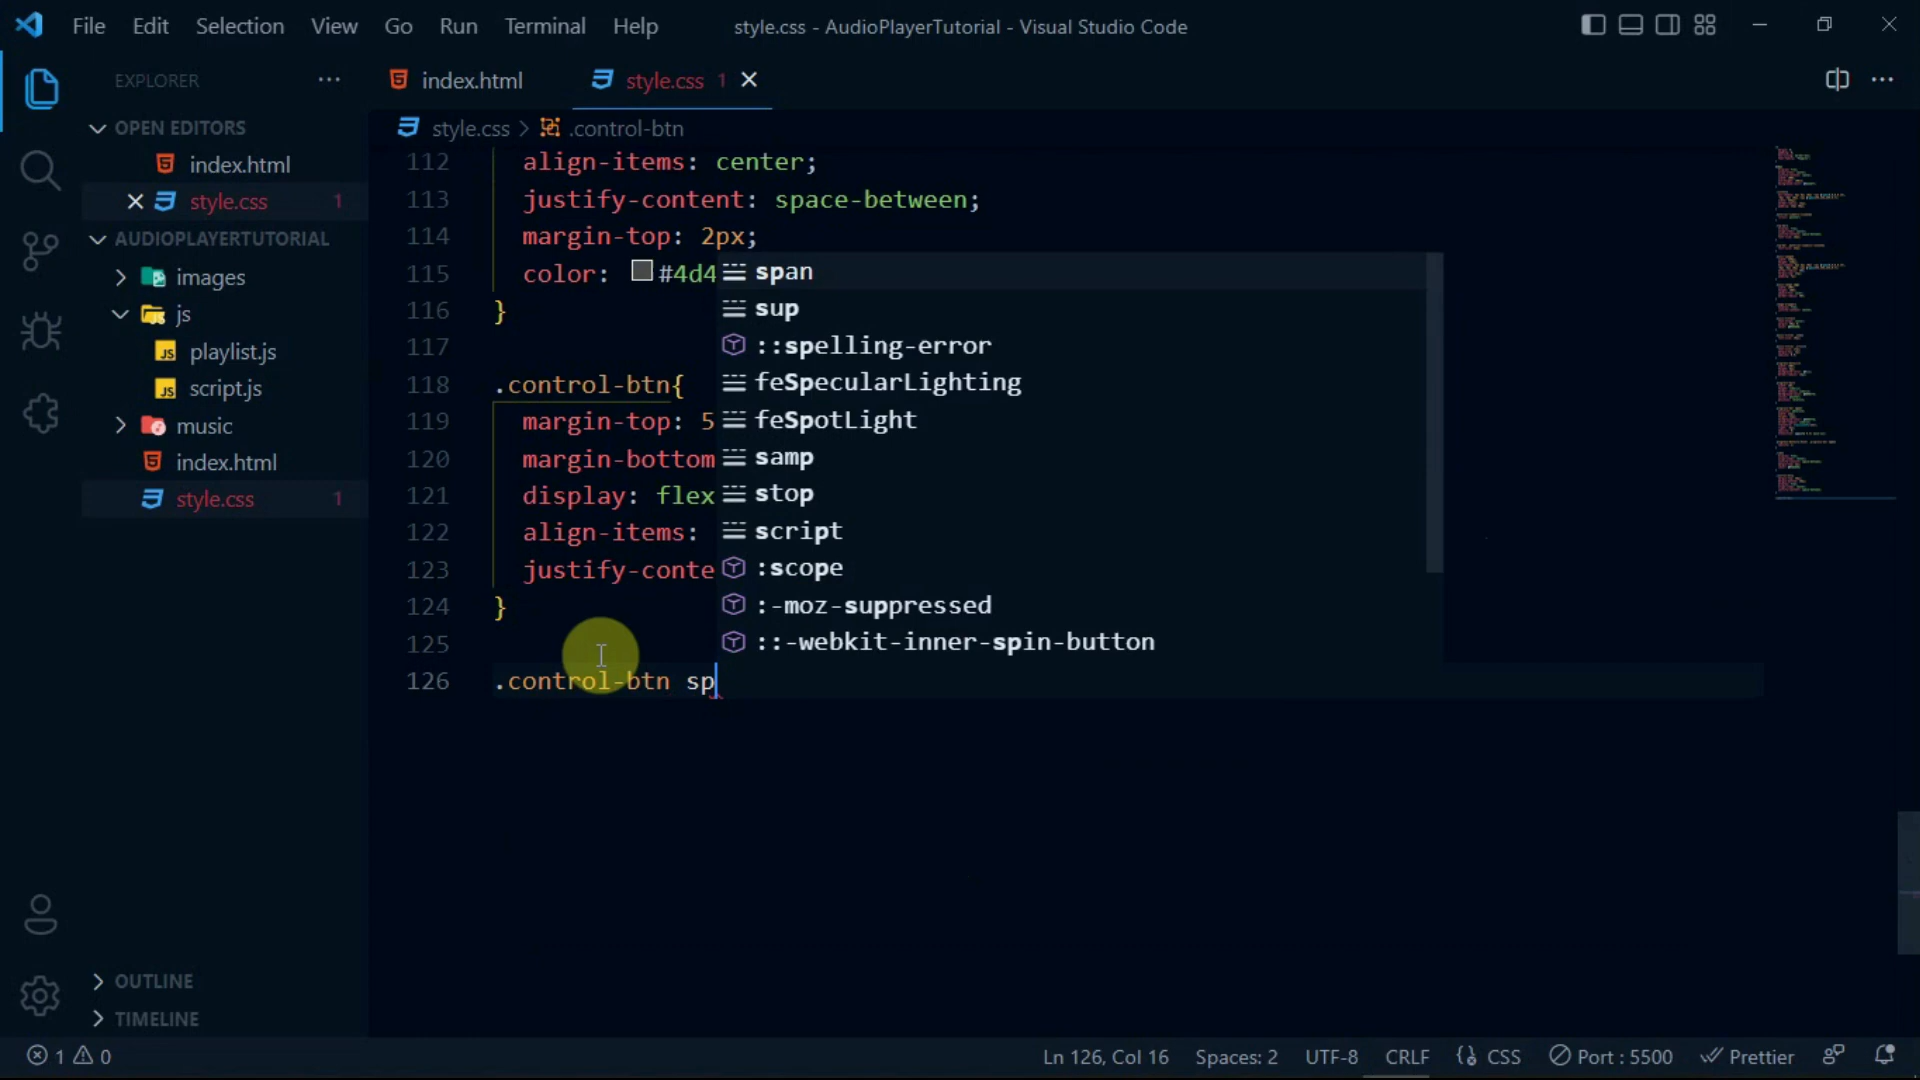 File Edit Selection View Go Run Terminal Help
style.css - AudioPlayerTutorial - Visual Studio Code
EXPLORER
OPEN EDITORS
index.html
style.css 1
AUDIOPLAYERTUTORIAL
images
js
playlist.js
script.js
music
index.html
style.css 1
OUTLINE
TIMELINE
index.html
style.css 1
style.css > .control-btn
112 align-items: center;
113 justify-content: space-between;
114 margin-top: 2px;
115 color: #4d4
116 }
117
118 .control-btn{
119 margin-top: 5
120 margin-bottom
121 display: flex
122 align-items:
123 justify-conte
124 }
125
126 .control-btn sp
span
sup
::spelling-error
feSpecularLighting
feSpotLight
samp
stop
script
:scope
:-moz-suppressed
::-webkit-inner-spin-button
1 0
Ln 126, Col 16 Spaces: 2 UTF-8 CRLF CSS Port : 5500 Prettier